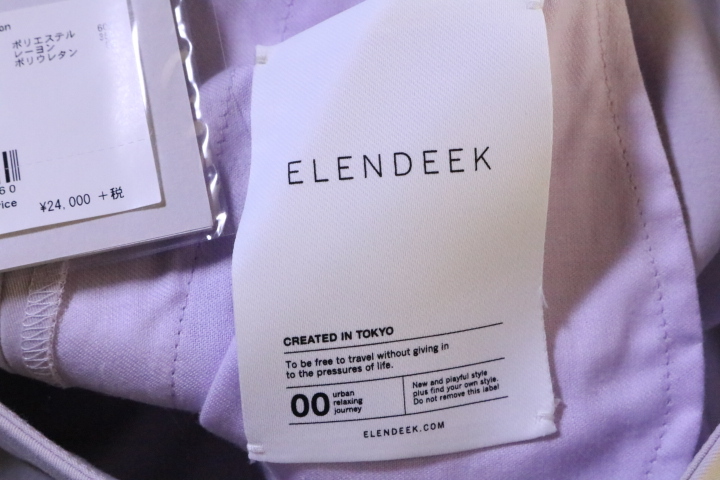 ポリエステル
レーヨン
ポリウレタン
¥24,000 +税
ELENDEEK
CREATED IN TOKYO
To be free to travel without giving in
to the pressures of life.
00
urban
relaxing
journey
New and playful style
plus find your own style.
Do not remove this label
ELENDEEK.COM